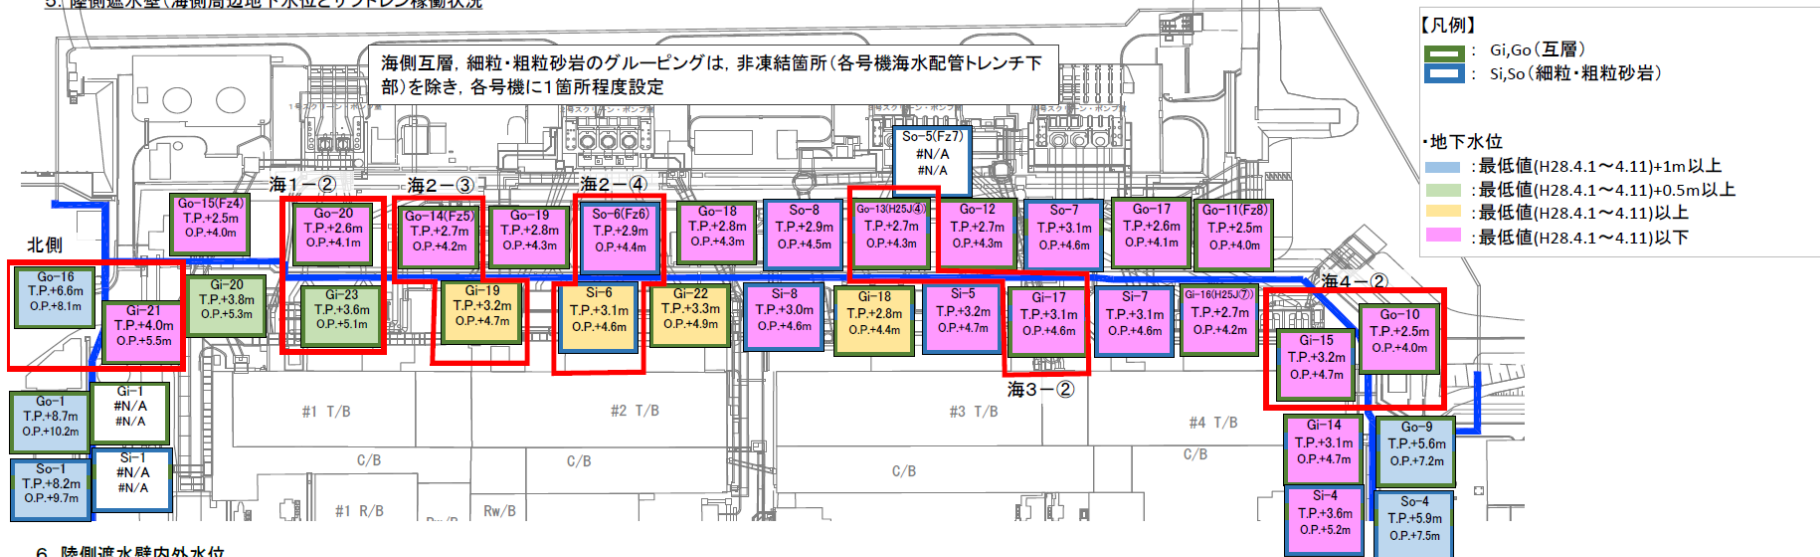 5. 陸側遮水壁(海側周辺地下水位とサブドレン稼働状況
海側互層, 細粒・粗粒砂岩のグルーピングは, 非凍結箇所(各号機海水配管トレンチ下
部)を除き, 各号機に1箇所程度設定
【凡例】
: Gi,Go(互層)
: Si,So(細粒・粗粒砂岩)
・地下水位
:最低値(H28.4.1~4.11)+1m以上
:最低値(H28.4.1~4.11)+0.5m以上
:最低値(H28.4.1~4.11)以上
:最低値(H28.4.1~4.11)以下
So-5(Fz7)
#N/A
#N/A
海1-②
海2-③
海2-④
Go-15(Fz4)
T.P.+2.5m
O.P.+4.0m
Go-20
T.P.+2.6m
O.P.+4.1m
Go-14(Fz5)
T.P.+2.7m
O.P.+4.2m
Go-19
T.P.+2.8m
O.P.+4.3m
So-6(Fz6)
T.P.+2.9m
O.P.+4.4m
Go-18
T.P.+2.8m
O.P.+4.3m
So-8
T.P.+2.9m
O.P.+4.5m
Go-13(H25J④)
T.P.+2.7m
O.P.+4.3m
Go-12
T.P.+2.7m
O.P.+4.3m
So-7
T.P.+3.1m
O.P.+4.6m
Go-17
T.P.+2.6m
O.P.+4.1m
Go-11(Fz8)
T.P.+2.5m
O.P.+4.0m
北側
Go-16
T.P.+6.6m
O.P.+8.1m
Gi-21
T.P.+4.0m
O.P.+5.5m
Gi-20
T.P.+3.8m
O.P.+5.3m
Gi-23
T.P.+3.6m
O.P.+5.1m
Gi-19
T.P.+3.2m
O.P.+4.7m
Si-6
T.P.+3.1m
O.P.+4.6m
Gi-22
T.P.+3.3m
O.P.+4.9m
Si-8
T.P.+3.0m
O.P.+4.6m
Gi-18
T.P.+2.8m
O.P.+4.4m
Si-5
T.P.+3.2m
O.P.+4.7m
Gi-17
T.P.+3.1m
O.P.+4.6m
Si-7
T.P.+3.1m
O.P.+4.6m
Gi-16(H25J⑦)
T.P.+2.7m
O.P.+4.2m
海4-②
Gi-15
T.P.+3.2m
O.P.+4.7m
Go-10
T.P.+2.5m
O.P.+4.0m
海3-②
Go-1
T.P.+8.7m
O.P.+10.2m
Gi-1
#N/A
#N/A
So-1
T.P.+8.2m
O.P.+9.7m
Si-1
#N/A
#N/A
#1 T/B
#2 T/B
#3 T/B
#4 T/B
C/B
C/B
C/B
C/B
#1 R/B
Rw/B
Gi-14
T.P.+3.1m
O.P.+4.7m
Go-9
T.P.+5.6m
O.P.+7.2m
Si-4
T.P.+3.6m
O.P.+5.2m
So-4
T.P.+5.9m
O.P.+7.5m
6. 陸側遮水壁内外水位